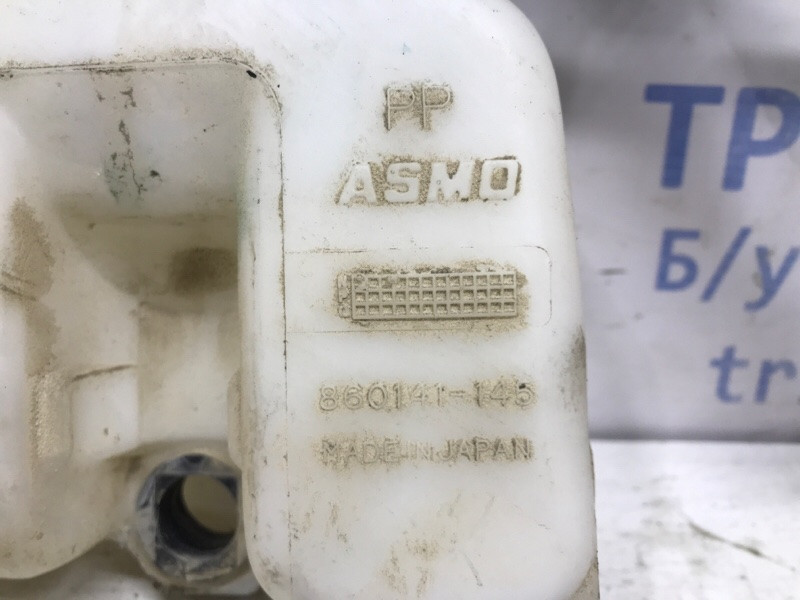 PP
ASMO
860141-145
MADE IN JAPAN
ТР
Б/у
tr